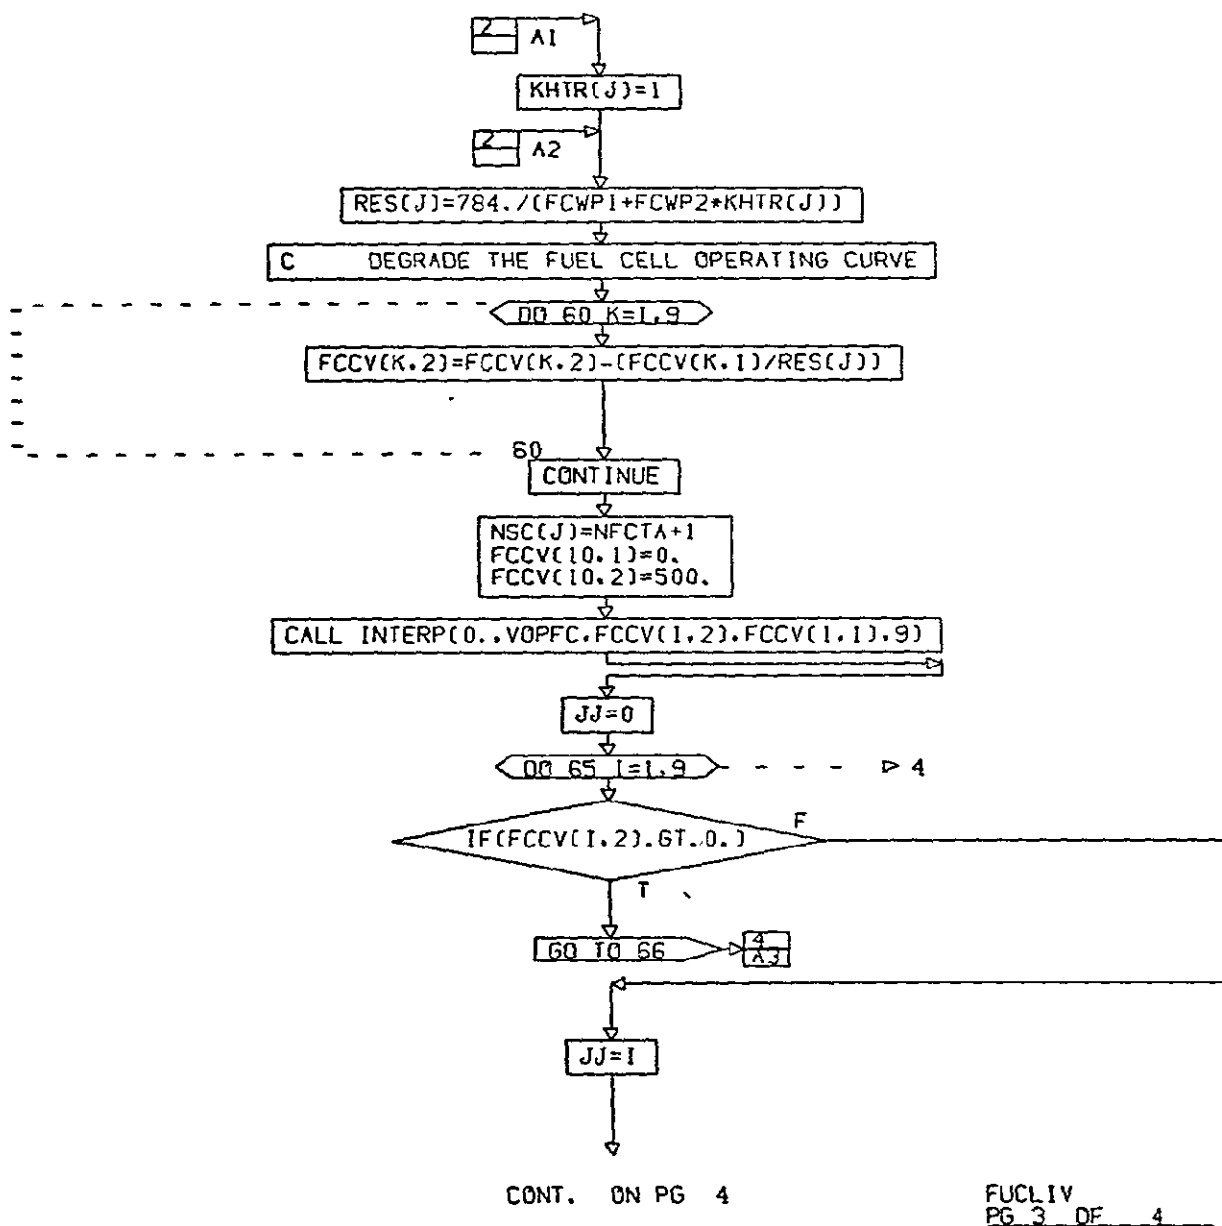 2 A1
KHTR(J)=1
2 A2
RES(J)=784./(FCWP1+FCWP2*KHTR(J))
C DEGRADE THE FUEL CELL OPERATING CURVE
DO 60 K=1,9
FCCV(K,2)=FCCV(K,2)-(FCCV(K,1)/RES(J))
60
CONTINUE
NSC(J)=NFCTA+1
FCCV(10,1)=0.
FCCV(10,2)=500.
CALL INTERP(0.,VOPFC,FCCV(1,2),FCCV(1,1),9)
JJ=0
DO 65 I=1,9 4
IF(FCCV(I,2).GT.0.) F
T
GO TO 66 4
A3
JJ=I
CONT. ON PG 4
FUCLIV
PG 3 OF 4